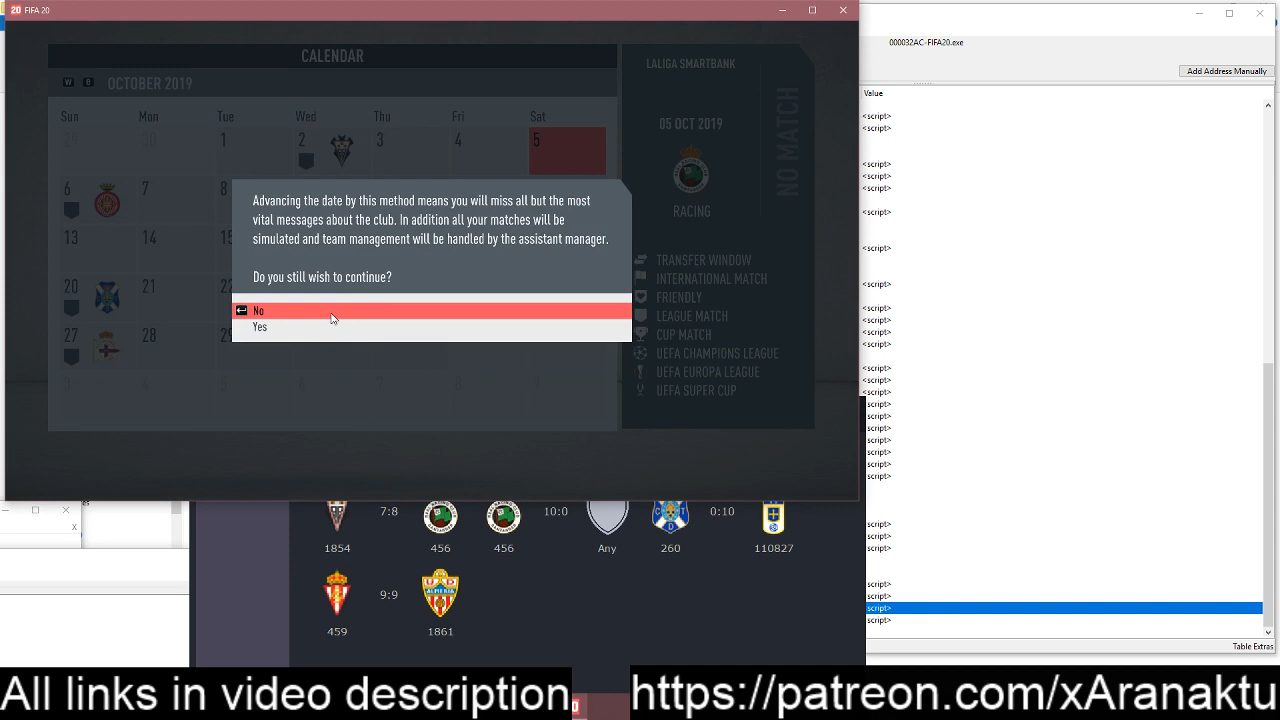 20 FIFA 20
000032AC-FIFA20.exe
Add Address Manually
Value
CALENDAR
OCTOBER 2019
Sun Mon Tue Wed Thu Fri Sat
1 2 3 4 5
6 7 8
13 14 15
20 21 22
27 28 29
LALIGA SMARTBANK
05 OCT 2019
NO MATCH
RACING
TRANSFER WINDOW
INTERNATIONAL MATCH
FRIENDLY
LEAGUE MATCH
CUP MATCH
UEFA CHAMPIONS LEAGUE
UEFA EUROPA LEAGUE
UEFA SUPER CUP
Advancing the date by this method means you will miss all but the most
vital messages about the club. In addition all your matches will be
simulated and team management will be handled by the assistant manager.
Do you still wish to continue?
No
Yes
<script>
<script>
<script>
<script>
<script>
<script>
<script>
<script>
<script>
<script>
<script>
<script>
<script>
<script>
script>
script>
script>
script>
script>
script>
script>
script>
script>
script>
script>
script>
script>
script>
Table Extras
7:8 10:0 0:10
1854 456 456 Any 260 110827
9:9
459 1861
All links in video description
https://patreon.com/xAranaktu